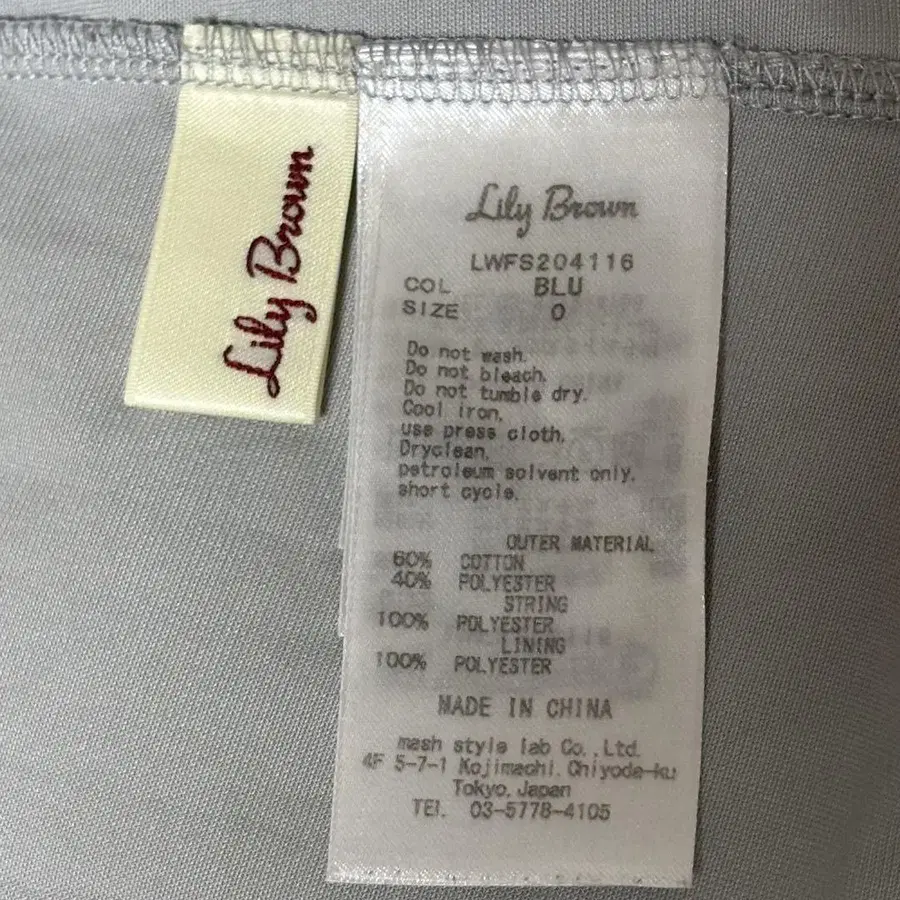 Lily Brown
Lily Brown
LWFS204116
COL BLU
SIZE 0
Do not wash.
Do not bleach.
Do not tumble dry.
Cool iron,
use press cloth.
Dryclean,
petroleum solvent only.
short cycle.
OUTER MATERIAL
60% COTTON
40% POLYESTER
STRING
100% POLYESTER
LINING
100% POLYESTER
MADE IN CHINA
mash style lab Co.,Ltd.
4F 5-7-1 Kojimachi. Chiyoda-ku
Tokyo, Japan
TEL. 03-5778-4105